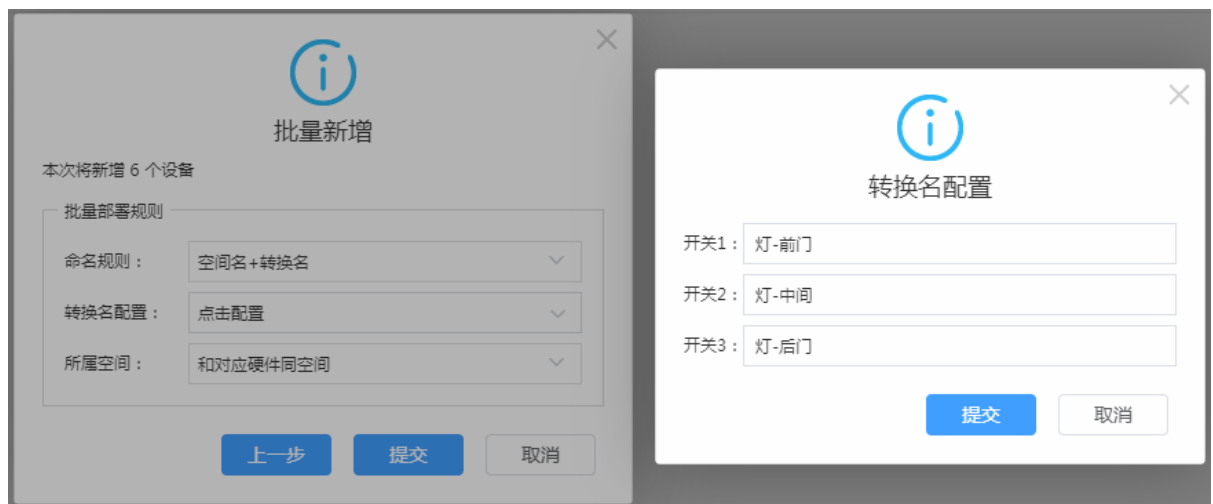 批量新增
本次将新增 6 个设备
批量部署规则
命名规则： 空间名+转换名
转换名配置： 点击配置
所属空间： 和对应硬件同空间
上一步 提交 取消
转换名配置
开关1： 灯-前门
开关2： 灯-中间
开关3： 灯-后门
提交 取消